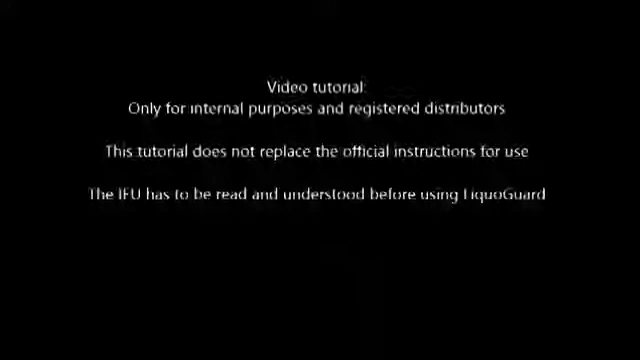 Video tutorial:
Only for internal purposes and registered distributors
This tutorial does not replace the official instructions for use
The IFU has to be read and understood before using LiquoGuard